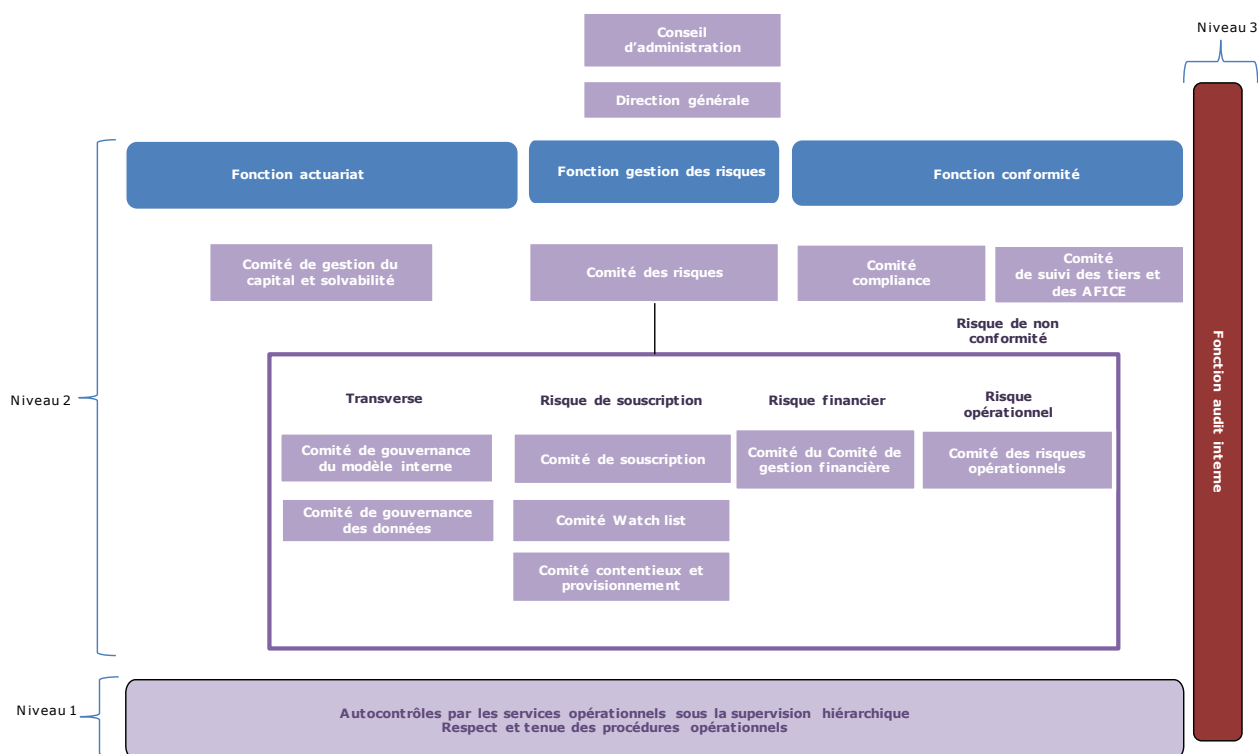 Niveau 3
Conseil
d'administration
Direction générale
Fonction actuariat
Fonction gestion des risques
Fonction conformité
Comité de gestion du
capital et solvabilité
Comité des risques
Comité
compliance
Comité
de suivi des tiers et
des AFICE
Risque de non
conformité
Niveau 2
Transverse
Risque de souscription
Risque financier
Risque
opérationnel
Comité de gouvernance
du modèle interne
Comité de souscription
Comité du Comité de
gestion financière
Comité des risques
opérationnels
Comité de gouvernance
des données
Comité Watch list
Comité contentieux et
provisionnement
Fonction audit interne
Niveau 1
Autocontrôles par les services opérationnels sous la supervision hiérarchique
Respect et tenue des procédures opérationnels